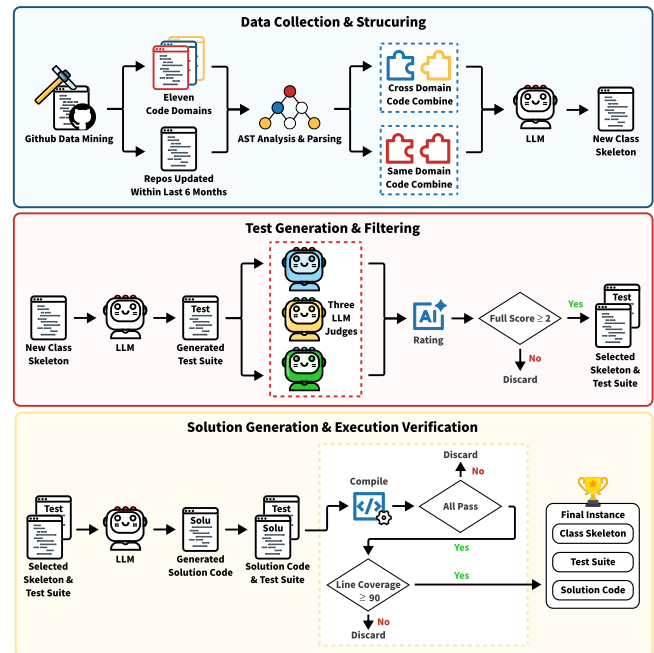 Data Collection & Strucuring
Eleven
Code Domains
Github Data Mining
Repos Updated
Within Last 6 Months
AST Analysis & Parsing
Cross Domain
Code Combine
Same Domain
Code Combine
LLM
New Class
Skeleton
Test Generation & Filtering
New Class
Skeleton
LLM
Test
Generated
Test Suite
Three
LLM
Judges
AI
Rating
Full Score ≥ 2
Yes
No
Discard
Test
Selected
Skeleton &
Test Suite
Solution Generation & Execution Verification
Test
Selected
Skeleton &
Test Suite
LLM
Solu
Generated
Solution Code
Test
Solu
Solution Code
& Test Suite
Compile
</>
Discard
No
All Pass
Yes
Line Coverage
≥ 90
Yes
No
Discard
Final Instance
Class Skeleton
Test Suite
Solution Code